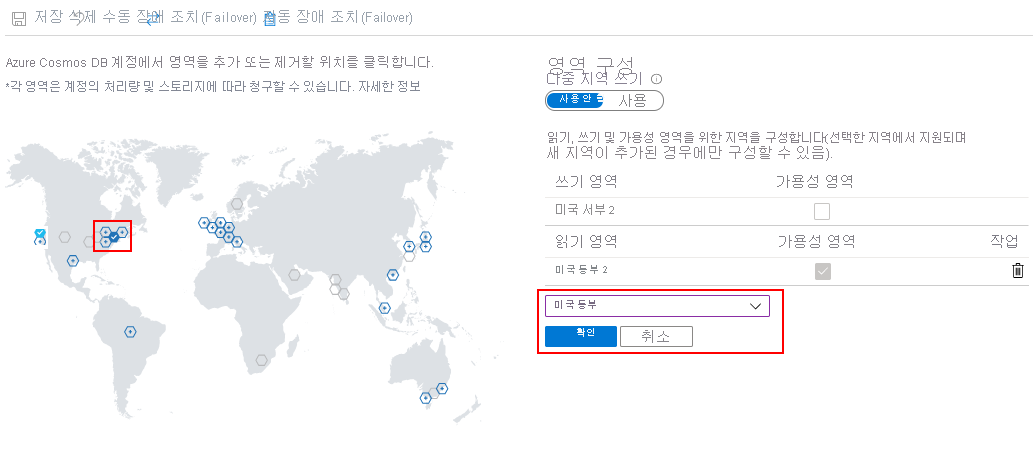 저장 삭제 수동 장애 조치(Failover) 자동 장애 조치(Failover)
Azure Cosmos DB 계정에서 영역을 추가 또는 제거할 위치를 클릭합니다.
*각 영역은 계정의 처리량 및 스토리지에 따라 청구할 수 있습니다. 자세한 정보
영역 구성
다중 지역 쓰기
사용 안 사용
읽기, 쓰기 및 가용성 영역을 위한 지역을 구성합니다(선택한 지역에서 지원되며
새 지역이 추가된 경우에만 구성할 수 있음).
쓰기 영역 가용성 영역
미국 서부 2
읽기 영역 가용성 영역 작업
미국 동부 2
미국 동부
확인 취소